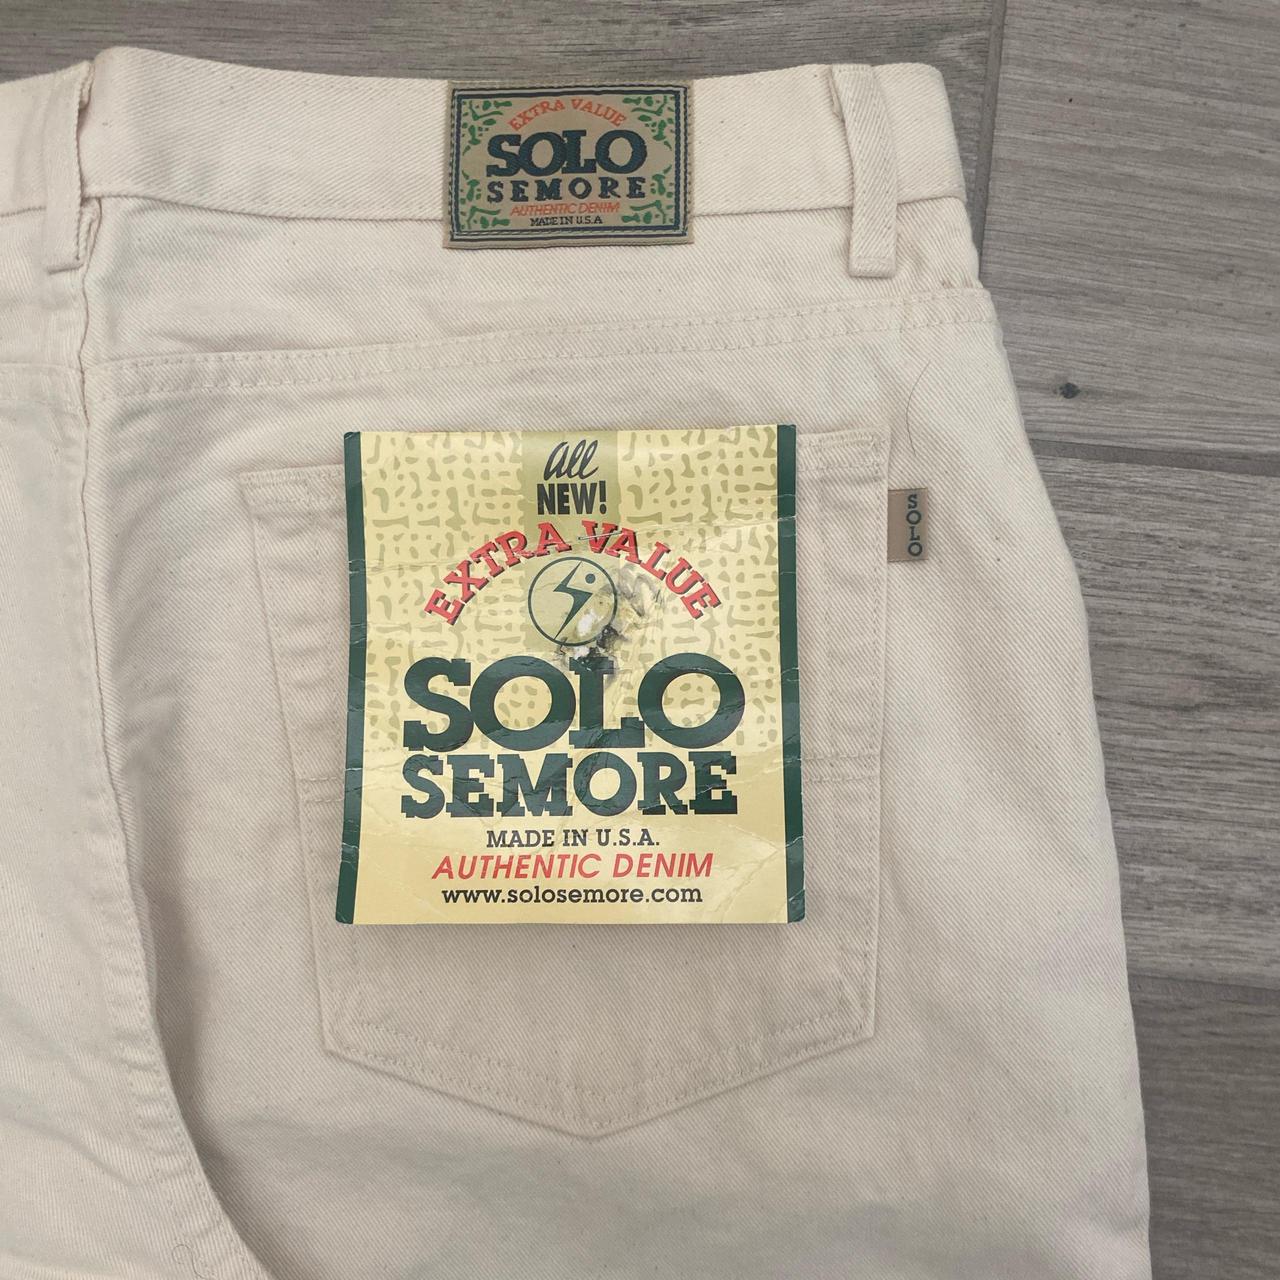 EXTRA VALUE
SOLO
SEMORE
AUTHENTIC DENIM
MADE IN U.S.A
All
NEW!
EXTRA VALUE
SOLO
SEMORE
MADE IN U.S.A.
AUTHENTIC DENIM
www.solosemore.com
SOLO